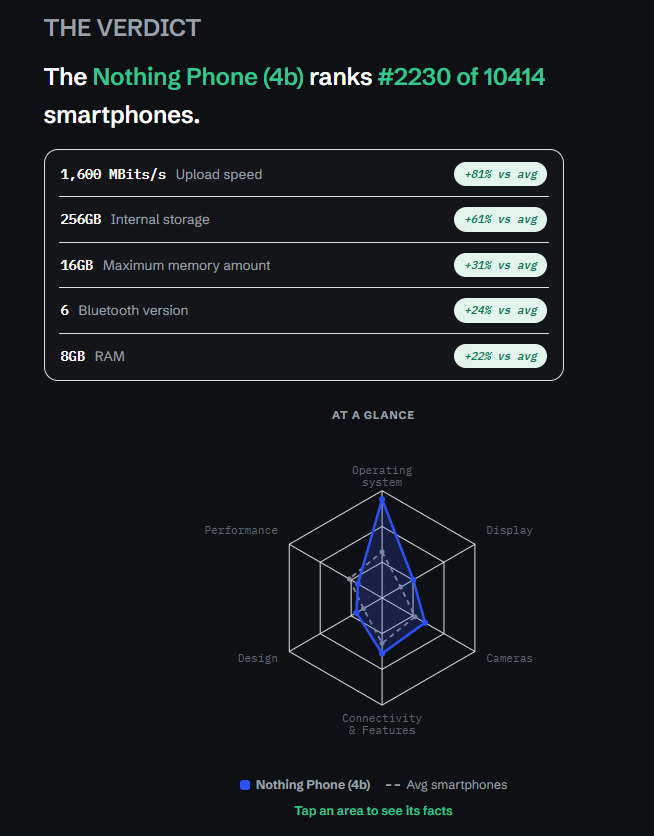 THE VERDICT
The Nothing Phone (4b) ranks #2230 of 10414
smartphones.
1,600 MBits/s Upload speed +81% vs avg
256GB Internal storage +61% vs avg
16GB Maximum memory amount +31% vs avg
6 Bluetooth version +24% vs avg
8GB RAM +22% vs avg
AT A GLANCE
Operating
system
Performance Display
Design Cameras
Connectivity
& Features
Nothing Phone (4b) Avg smartphones
Tap an area to see its facts